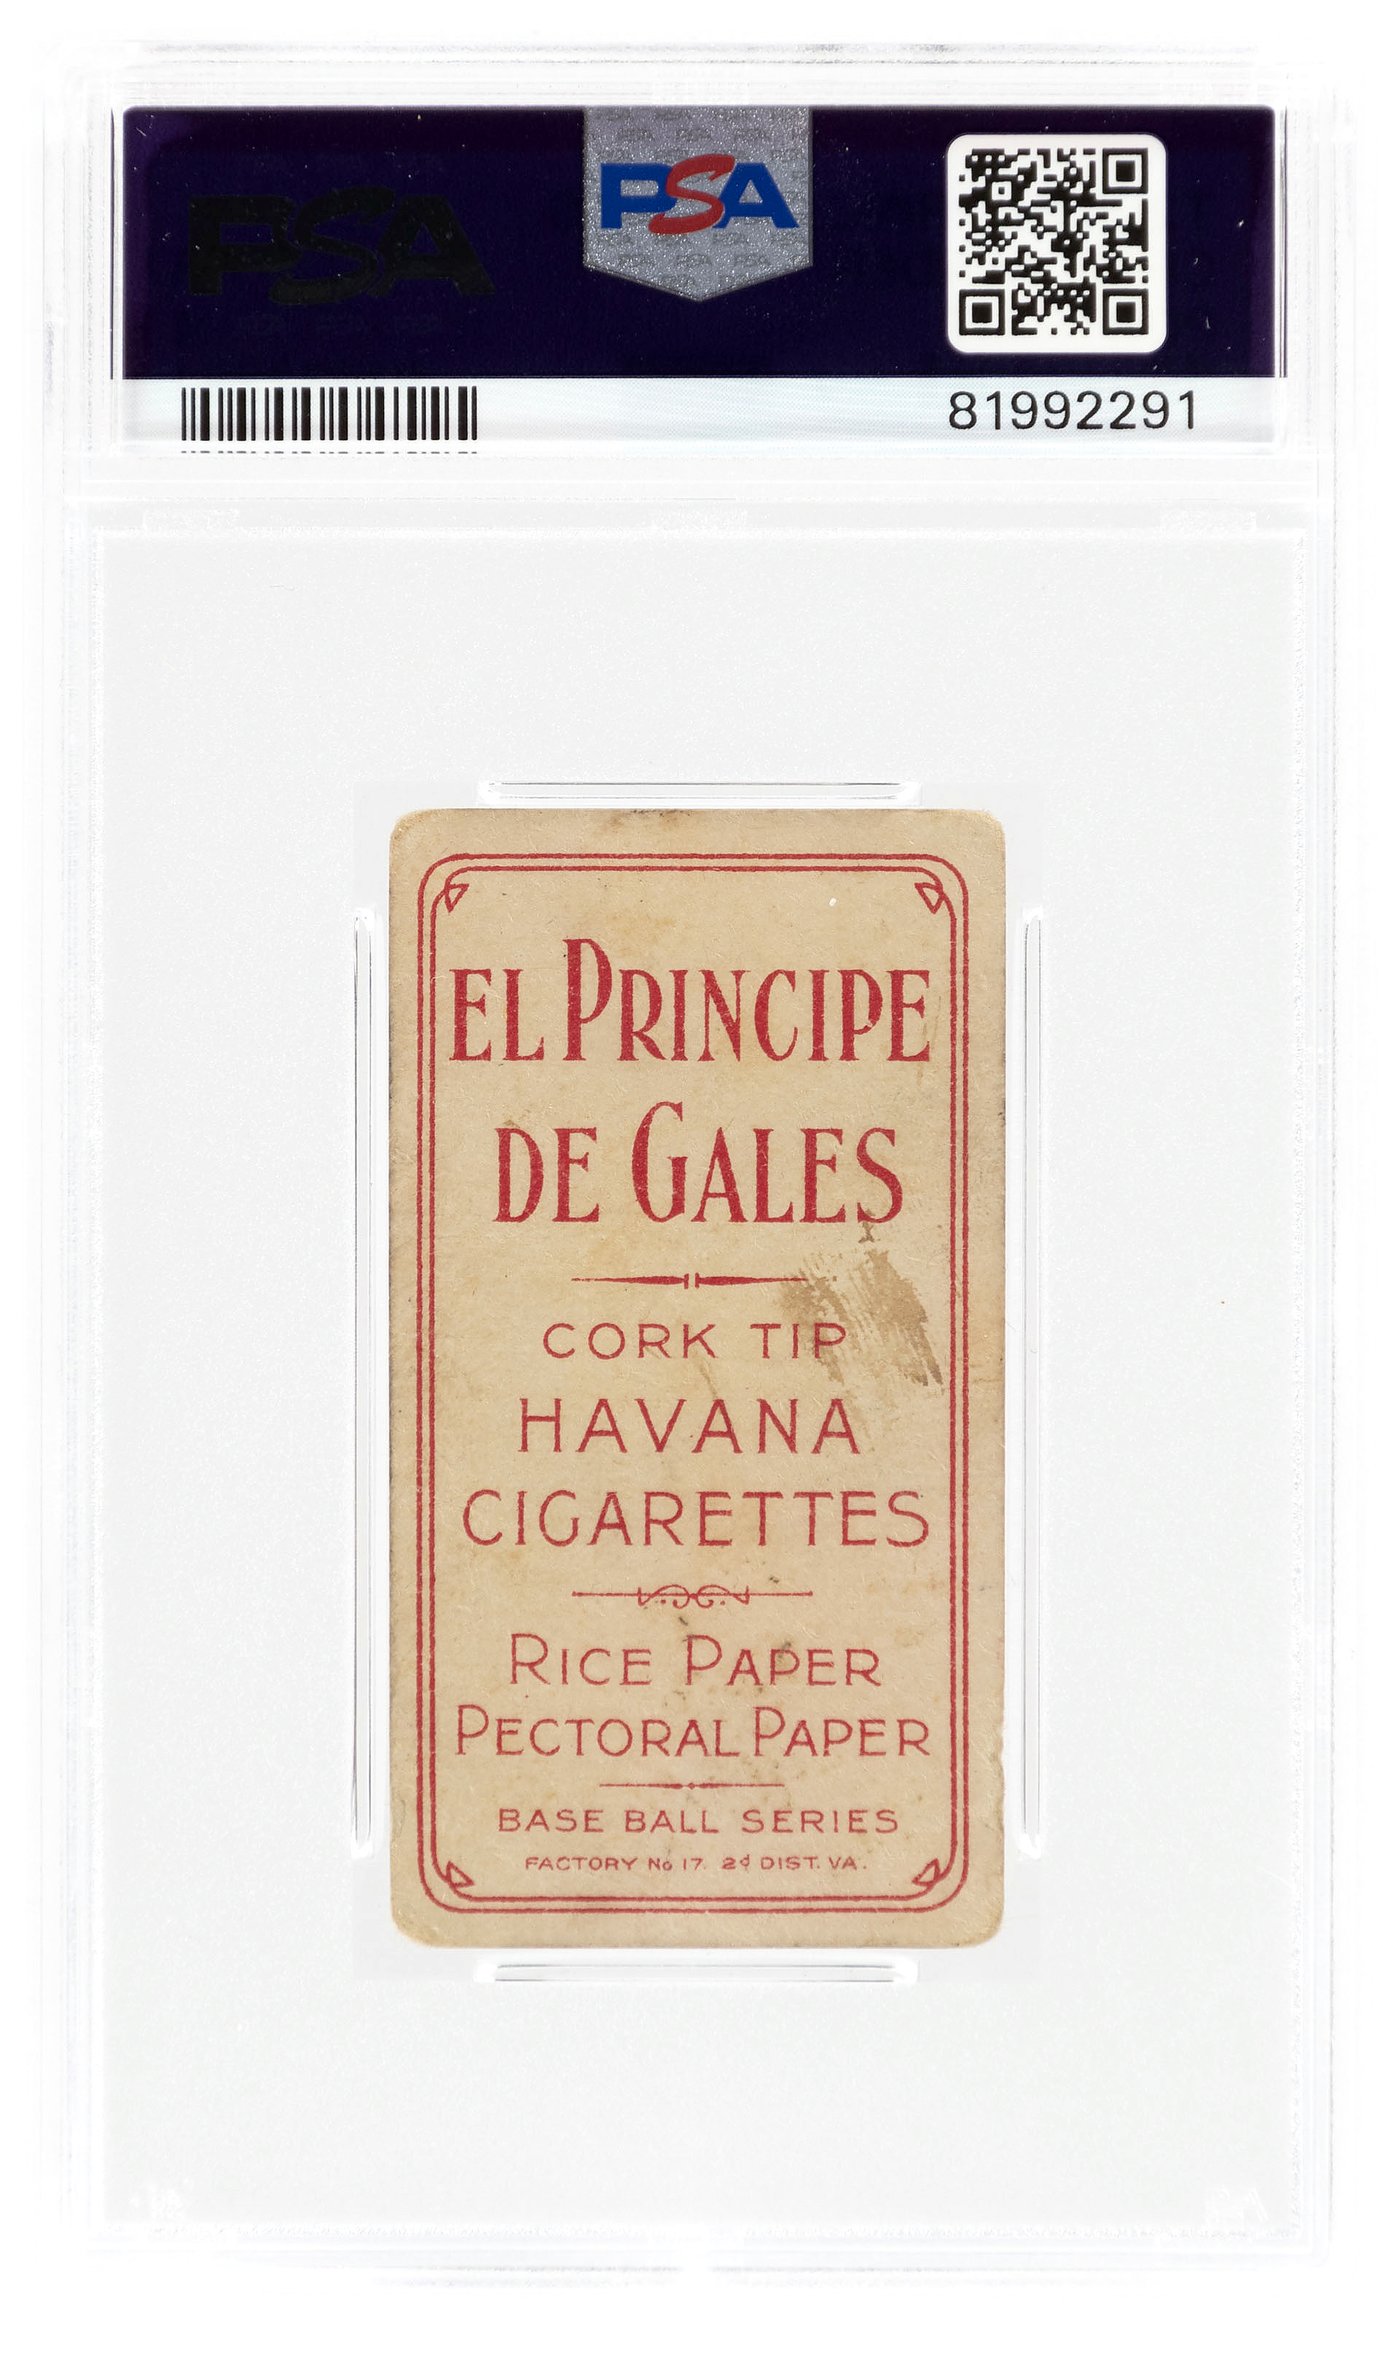 PSA
PSA
81992291
EL PRINCIPE
DE GALES
CORK TIP
HAVANA
CIGARETTES
RICE PAPER
PECTORAL PAPER
BASE BALL SERIES
FACTORY No 17. 2d DIST. VA.